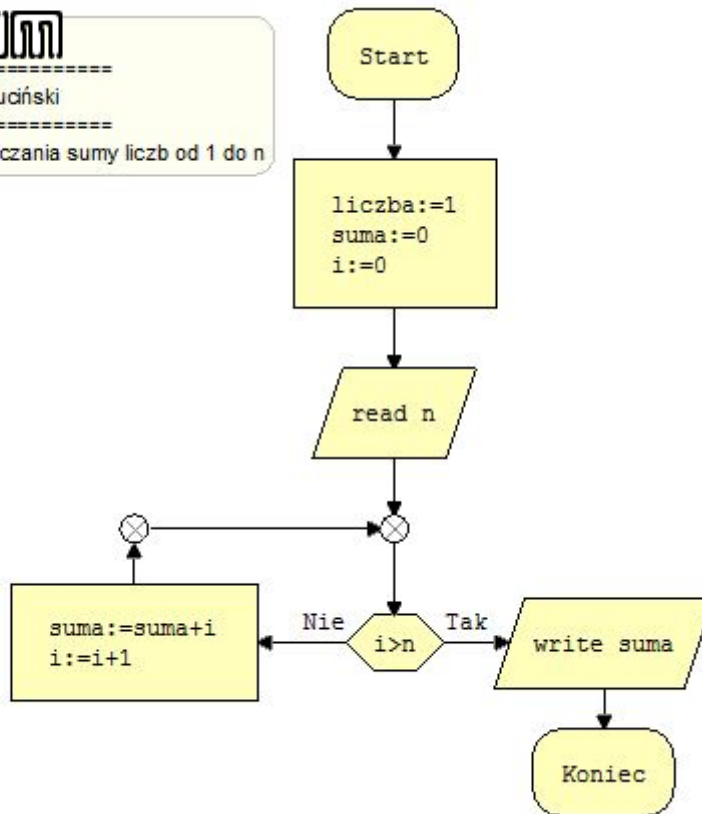 ===========
uciński
===========
czania sumy liczb od 1 do n
Start
liczba:=1
suma:=0
i:=0
read n
i>n
Nie
Tak
suma:=suma+i
i:=i+1
write suma
Koniec